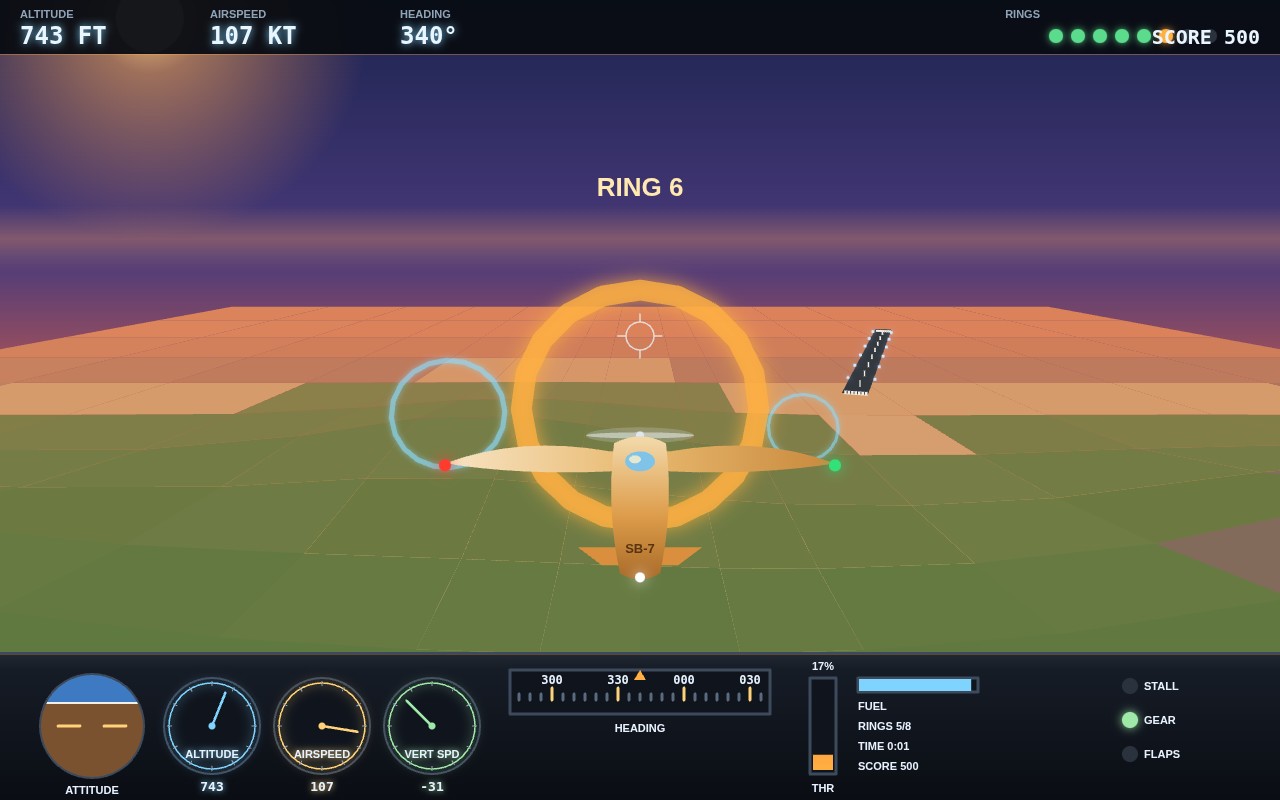 ALTITUDE
743 FT
AIRSPEED
107 KT
HEADING
340°
RINGS
SCORE 500
RING 6
SB-7
ATTITUDE
ALTITUDE
743
AIRSPEED
107
VERT SPD
-31
300 330 000 030
HEADING
17%
THR
FUEL
RINGS 5/8
TIME 0:01
SCORE 500
STALL
GEAR
FLAPS